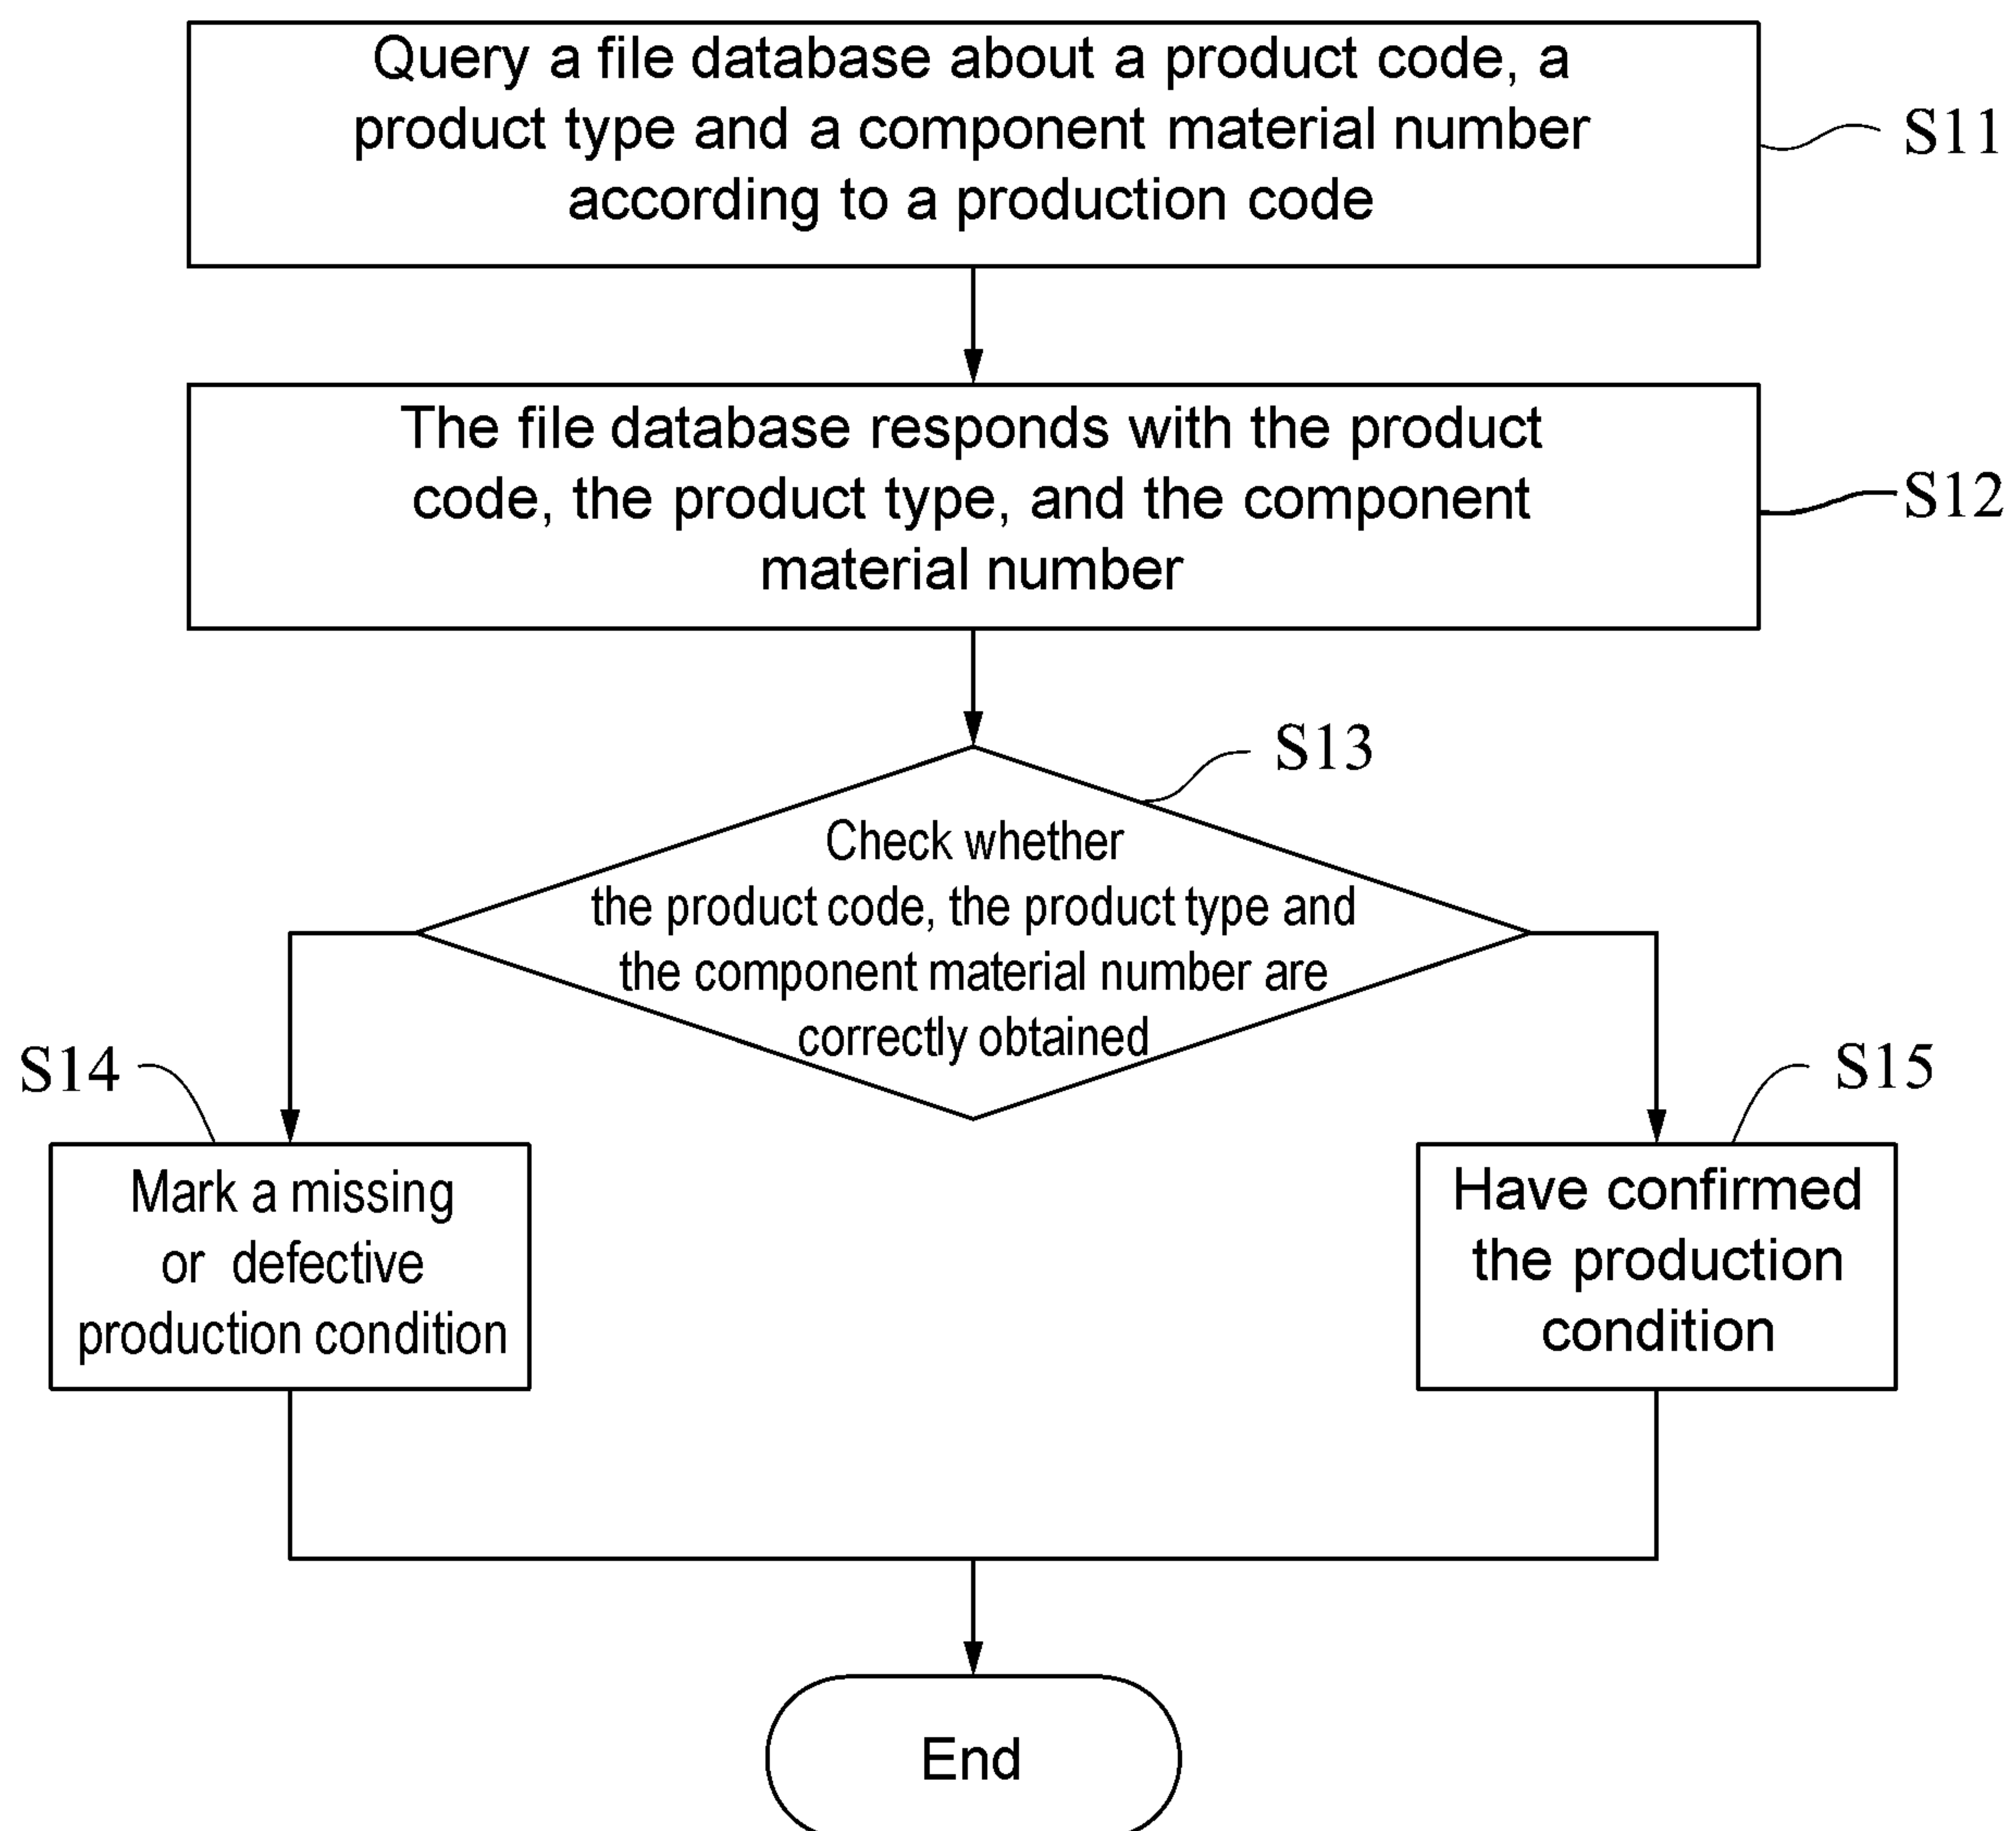 Query a file database about a product code, a
product type and a component material number
according to a production code
S11
The file database responds with the product
code, the product type, and the component
material number
S12
S13
Check whether
the product code, the product type and
the component material number are
correctly obtained
S14
Mark a missing
or defective
production condition
S15
Have confirmed
the production
condition
End